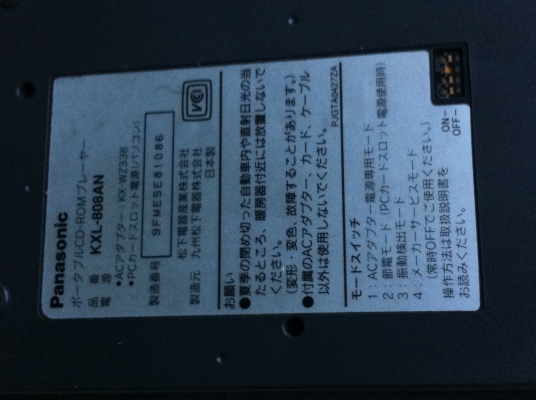 Panasonic
ポータブルCD-ROMプレーヤー
品番 KXL-808AN
電源 ●ACアダプター:KX-WZ338
●PCカードスロット電源(パソコン)
製造番号 9FMESE81086
松下電器産業株式会社
製造元 九州松下電器株式会社
日本製
VCI
お願い
●夏季の閉め切った自動車内や直射日光の当
たるところ、暖房器付近には放置しないで
ください。
(変形・変色、故障することがあります。)
●付属のACアダプター、カード、ケーブル
以外は使用しないでください。
PJGTA0427ZA
モードスイッチ
1:ACアダプター電源専用モード
2:節電モード(PCカードスロット電源使用時)
3:振動検出モード
4:メーカーサービスモード
(常時OFFでご使用ください。)
操作方法は取扱説明書を
お読みください。
ON-
OFF-